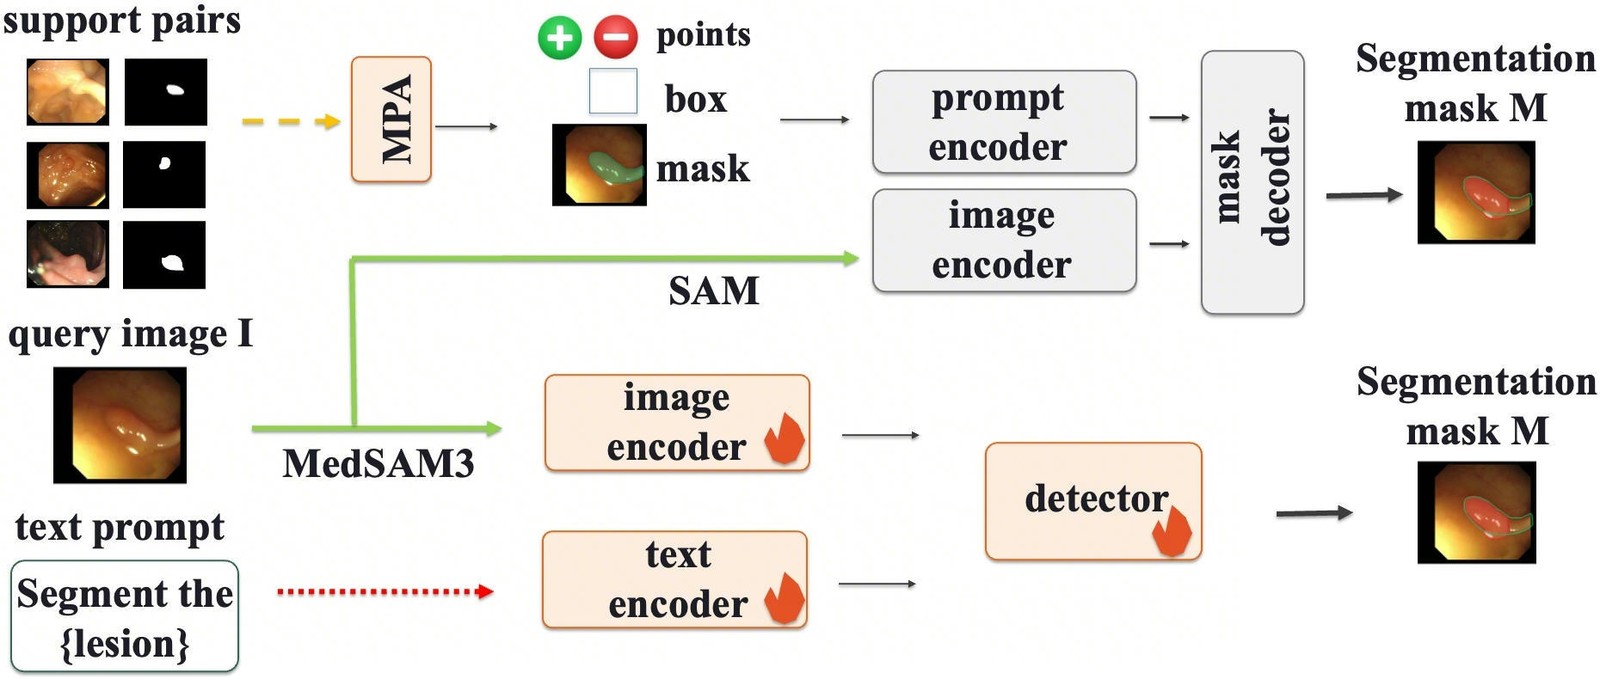 support pairs
MPA
points
box
mask
prompt
encoder
image
encoder
mask
decoder
Segmentation
mask M
SAM
query image I
MedSAM3
image
encoder
text prompt
Segment the
{lesion}
text
encoder
detector
Segmentation
mask M